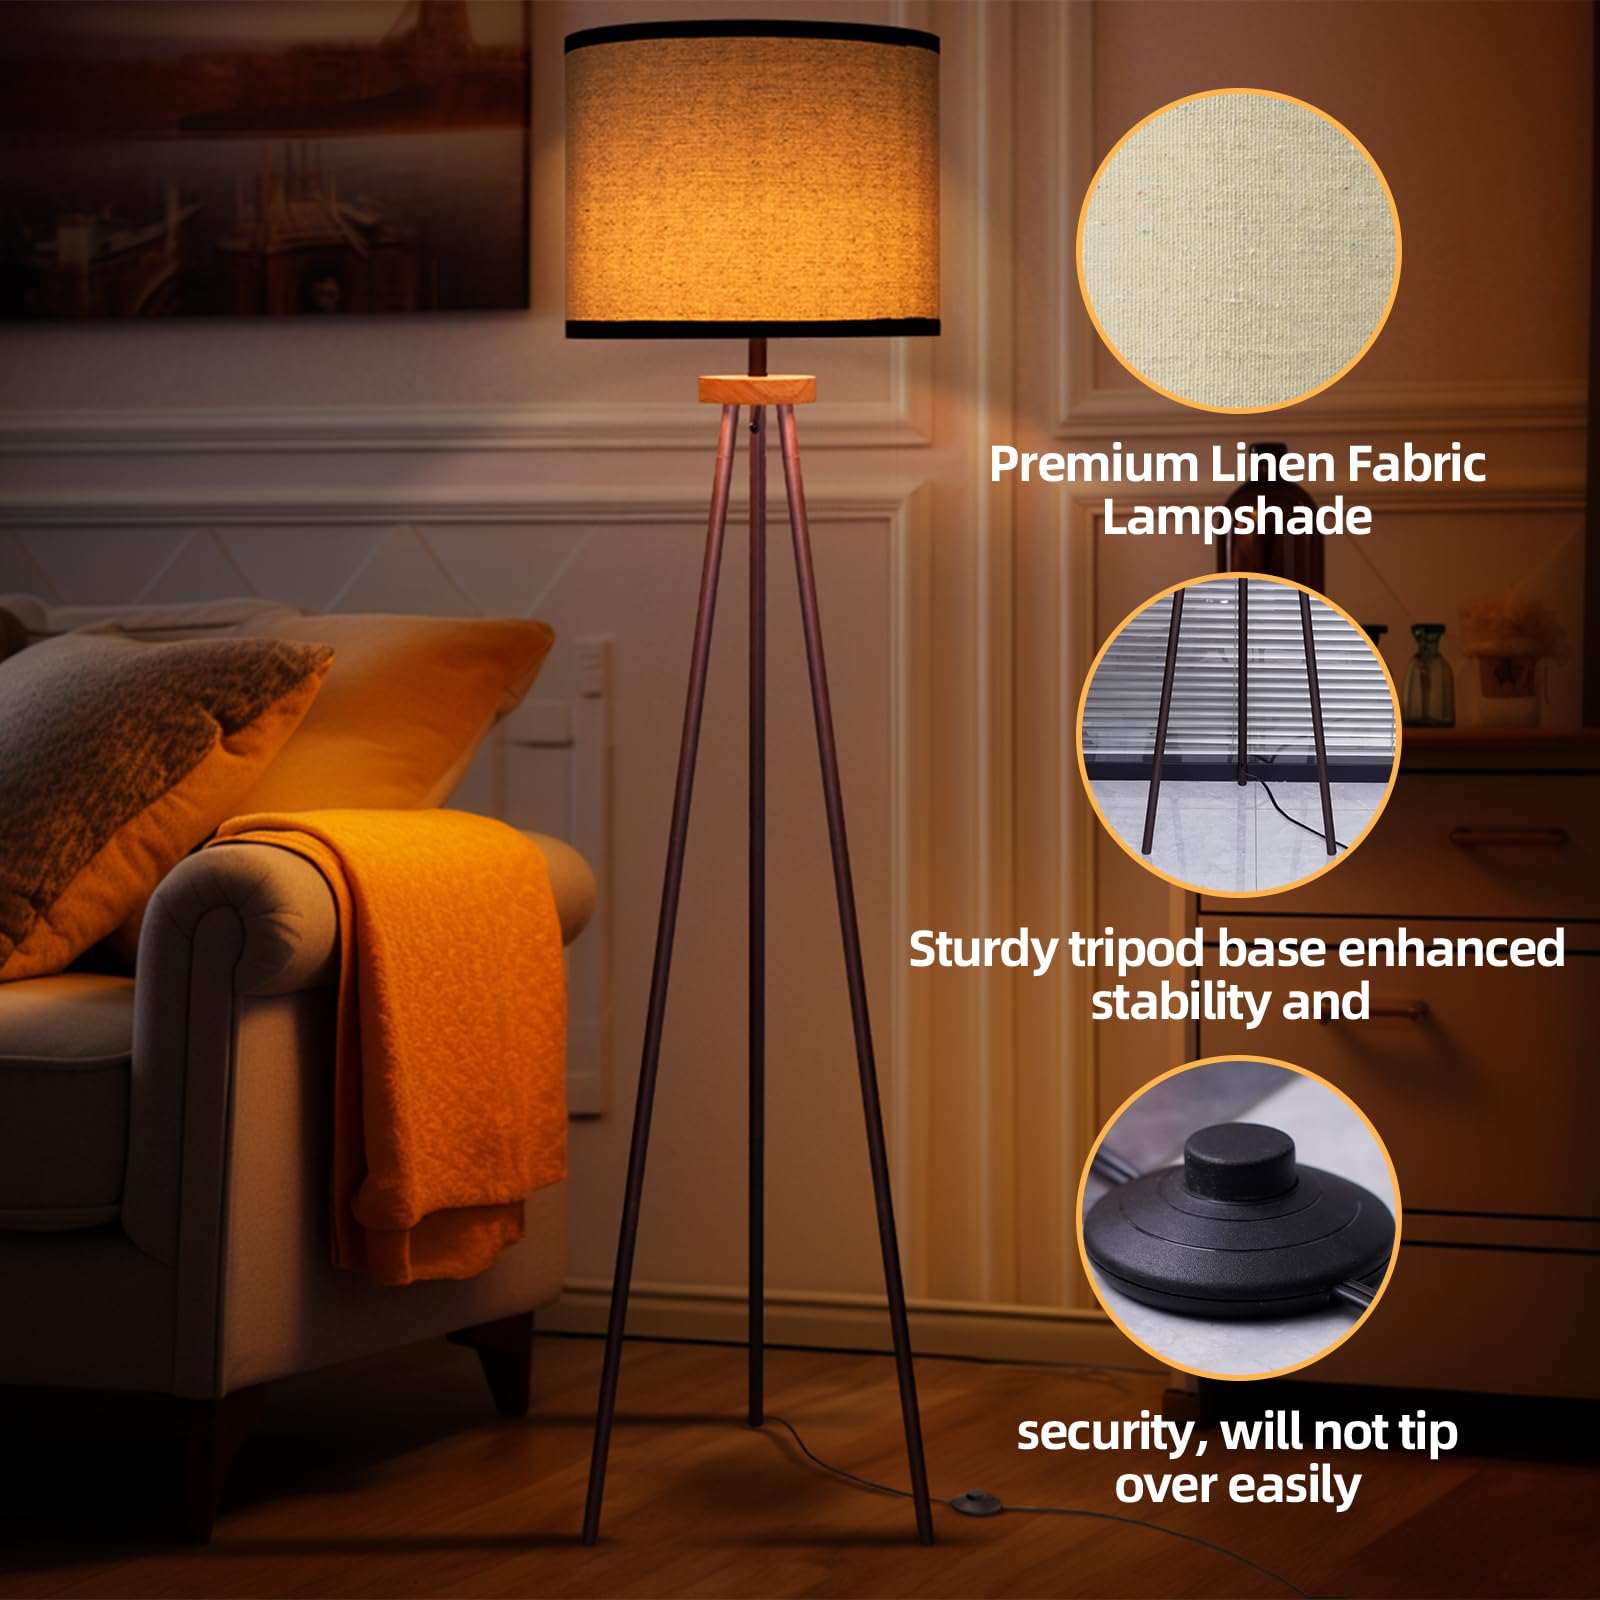 Premium Linen Fabric
Lampshade
Sturdy tripod base enhanced
stability and
security, will not tip
over easily